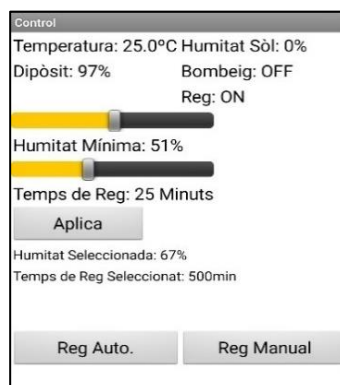 Control
Temperatura: 25.0ºC Humitat Sòl: 0%
Dipòsit: 97% Bombeig: OFF
Reg: ON
Humitat Mínima: 51%
Temps de Reg: 25 Minuts
Aplica
Humitat Seleccionada: 67%
Temps de Reg Seleccionat: 500min
Reg Auto. Reg Manual